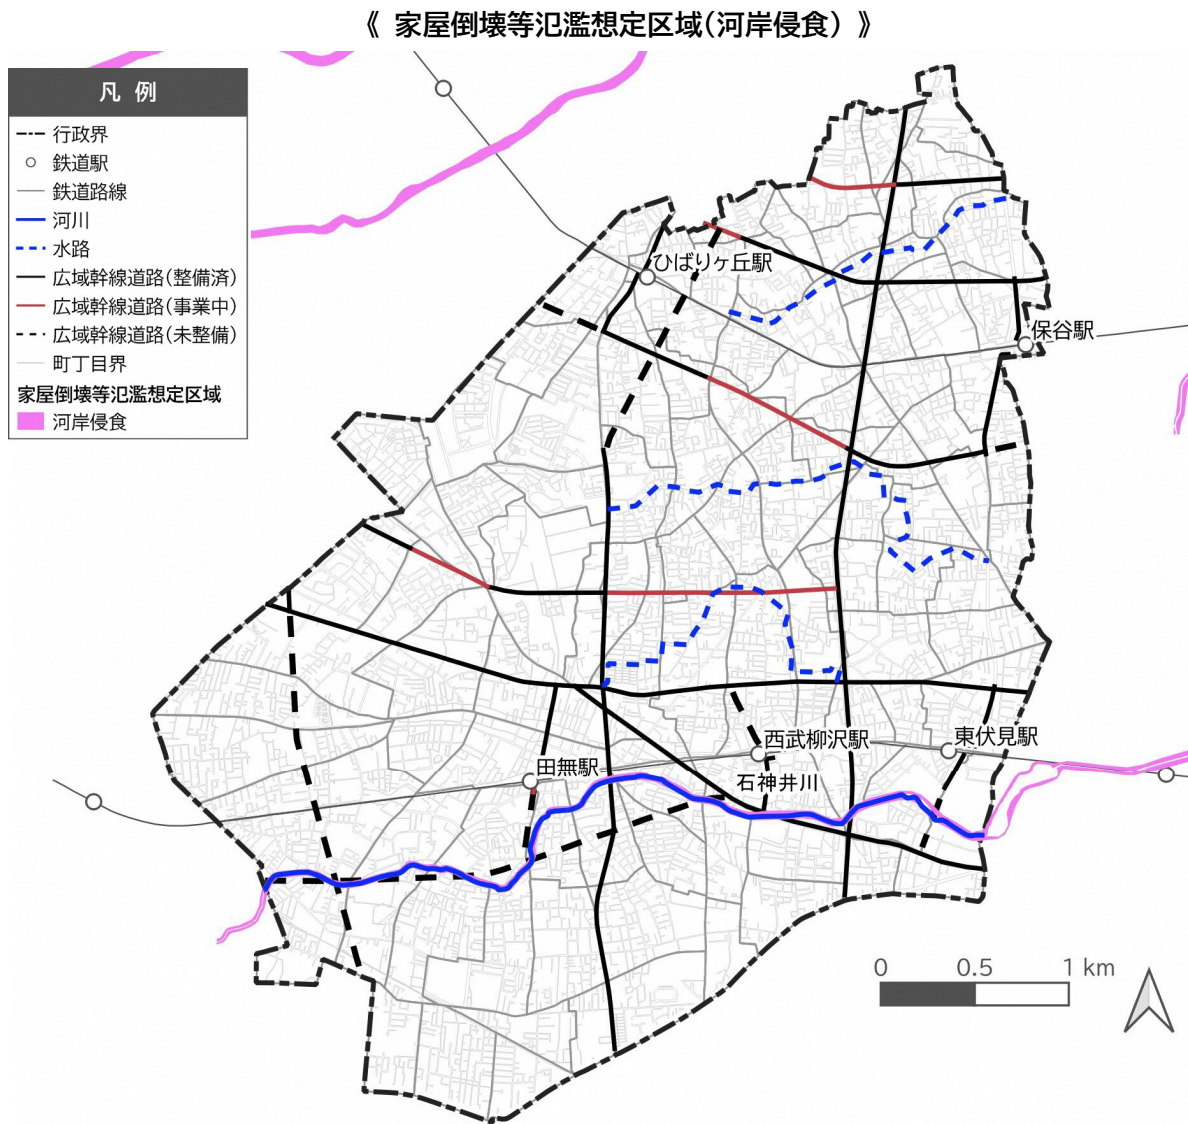 《 家屋倒壊等氾濫想定区域（河岸侵食）》
凡 例
行政界
鉄道駅
鉄道路線
河川
水路
広域幹線道路（整備済）
広域幹線道路（事業中）
広域幹線道路（未整備）
町丁目界
家屋倒壊等氾濫想定区域
河岸侵食
ひばりヶ丘駅
保谷駅
西武柳沢駅
東伏見駅
田無駅
石神井川
0 0.5 1 km